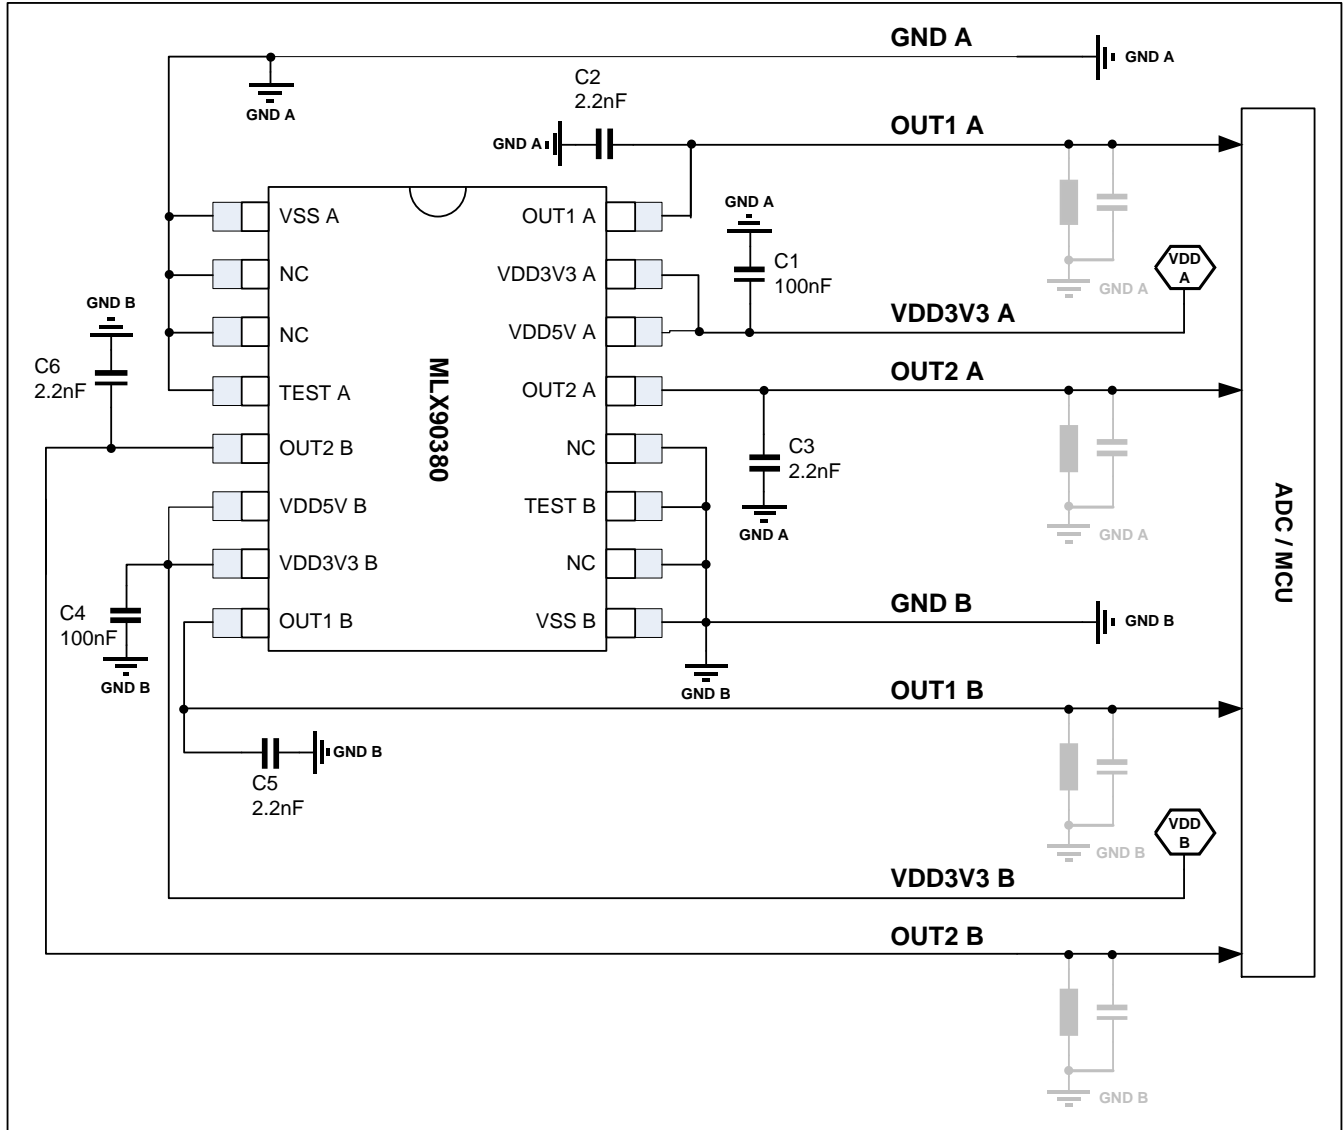 GND A
GND A
GND A
C2
2.2nF
GND A
OUT1 A
VSS A
OUT1 A
GND A
NC
VDD3V3 A
C1
100nF
VDD
A
GND A
GND B
VDD3V3 A
NC
VDD5V A
C6
2.2nF
MLX90380
OUT2 A
TEST A
OUT2 A
OUT2 B
NC
C3
2.2nF
ADC / MCU
VDD5V B
TEST B
GND A
GND A
VDD3V3 B
NC
C4
100nF
GND B
OUT1 B
VSS B
GND B
GND B
GND B
OUT1 B
GND B
C5
2.2nF
VDD
B
GND B
VDD3V3 B
OUT2 B
GND B